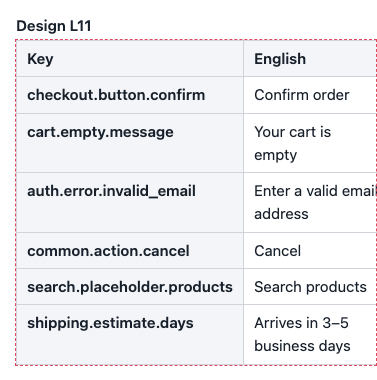 Design L11
Key English
checkout.button.confirm Confirm order
cart.empty.message Your cart is
empty
auth.error.invalid_email Enter a valid email
address
common.action.cancel Cancel
search.placeholder.products Search products
shipping.estimate.days Arrives in 3–5
business days